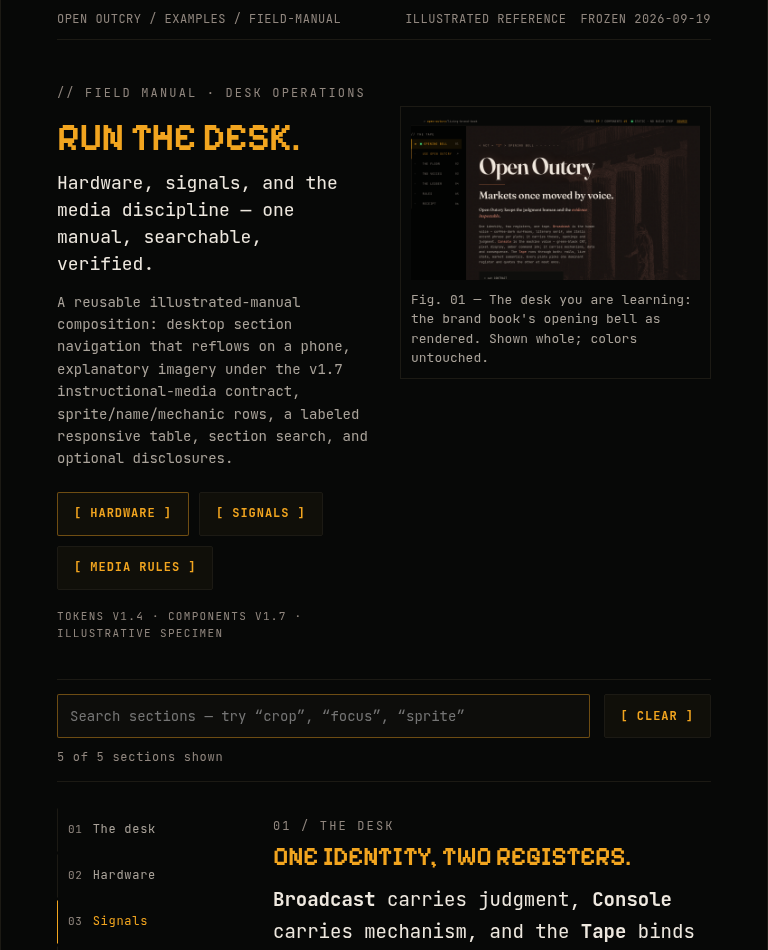 OPEN OUTCRY / EXAMPLES / FIELD-MANUAL
ILLUSTRATED REFERENCE FROZEN 2026-09-19
// FIELD MANUAL · DESK OPERATIONS
RUN THE DESK.
Hardware, signals, and the
media discipline — one
manual, searchable,
verified.
A reusable illustrated-manual
composition: desktop section
navigation that reflows on a phone,
explanatory imagery under the v1.7
instructional-media contract,
sprite/name/mechanic rows, a labeled
responsive table, section search, and
optional disclosures.
[ HARDWARE ]
[ SIGNALS ]
[ MEDIA RULES ]
TOKENS V1.4 · COMPONENTS V1.7 ·
ILLUSTRATIVE SPECIMEN
Open Outcry
Markets once moved by voice.
Fig. 01 — The desk you are learning:
the brand book's opening bell as
rendered. Shown whole; colors
untouched.
Search sections — try “crop”, “focus”, “sprite”
[ CLEAR ]
5 of 5 sections shown
01 The desk
02 Hardware
03 Signals
01 / THE DESK
ONE IDENTITY, TWO REGISTERS.
Broadcast carries judgment, Console
carries mechanism, and the Tape binds